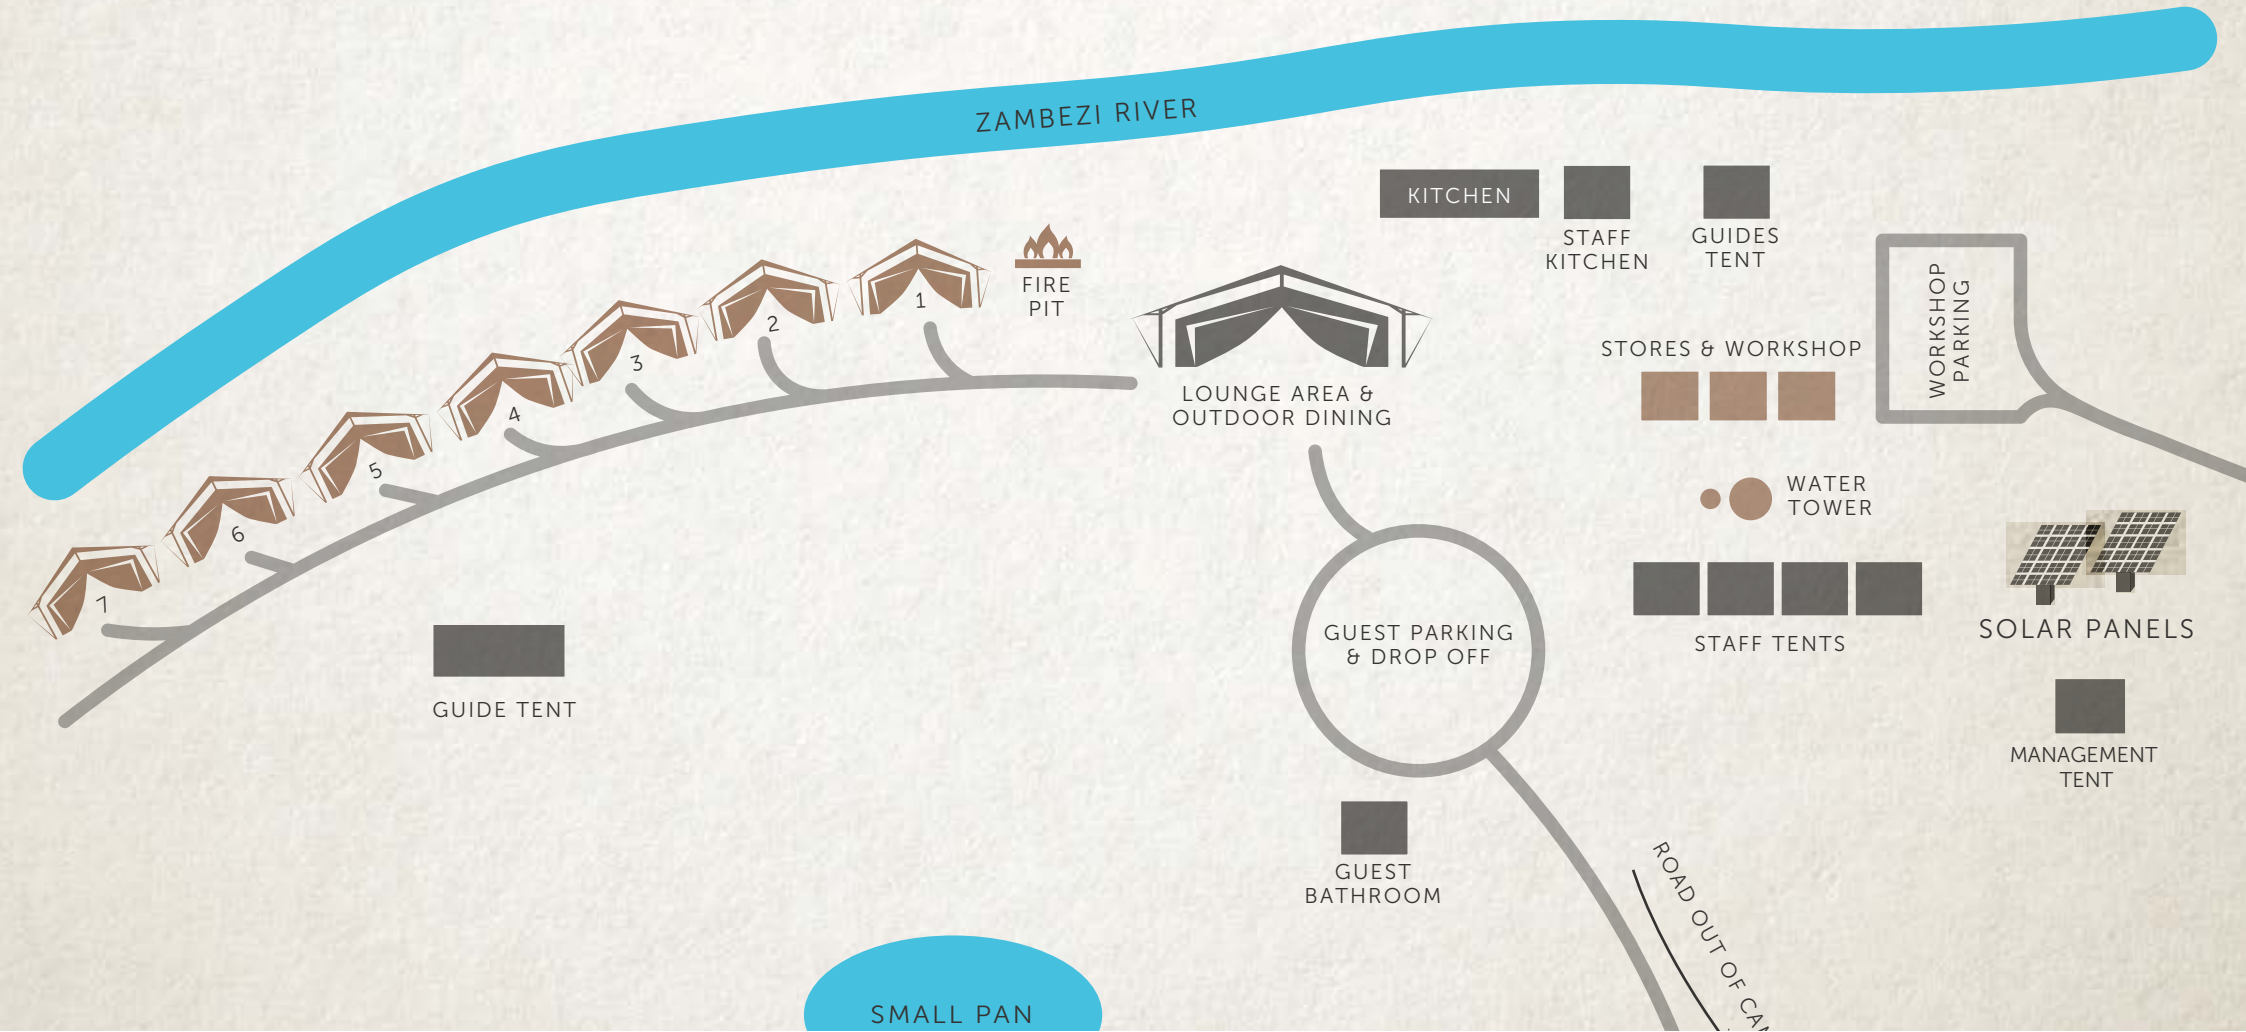 ZAMBEZI RIVER
KITCHEN
STAFF
KITCHEN
GUIDES
TENT
WORKSHOP
PARKING
FIRE
PIT
1
2
3
4
5
6
7
STORES & WORKSHOP
LOUNGE AREA &
OUTDOOR DINING
WATER
TOWER
SOLAR PANELS
STAFF TENTS
GUEST PARKING
& DROP OFF
GUIDE TENT
MANAGEMENT
TENT
GUEST
BATHROOM
ROAD OUT OF
SMALL PAN